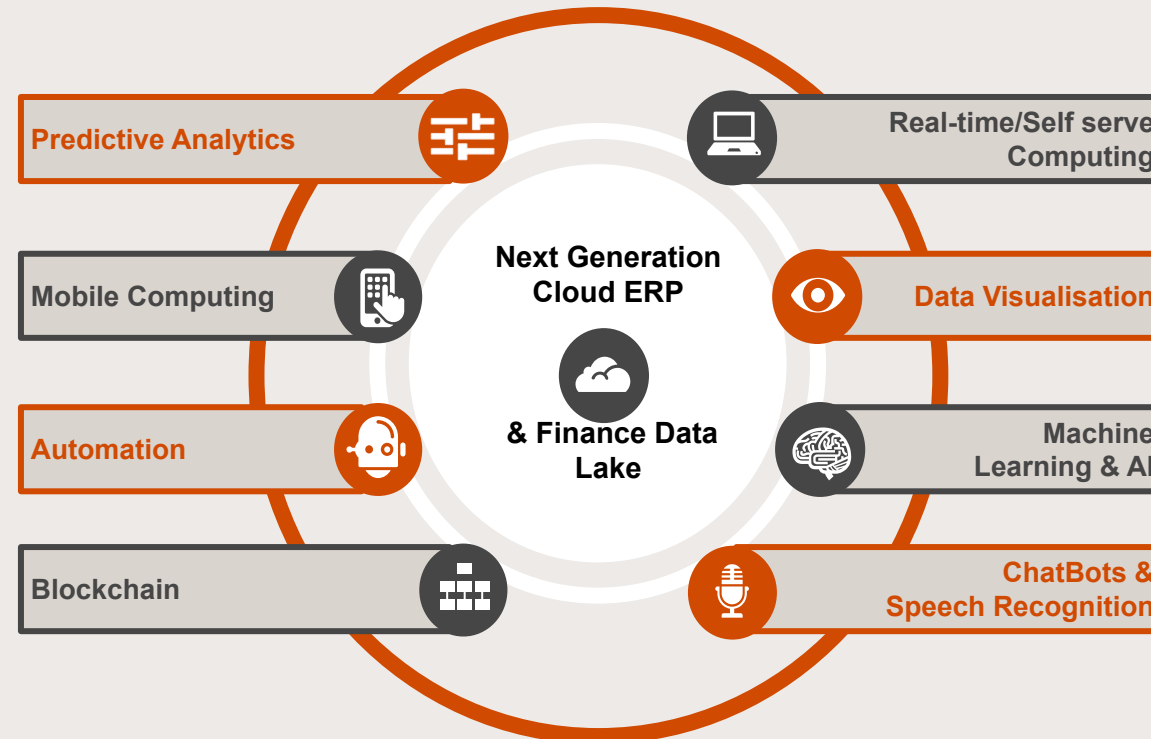 Predictive Analytics
Mobile Computing
Automation
Blockchain
Next Generation
Cloud ERP
& Finance Data
Lake
Real-time/Self serve
Computing
Data Visualisation
Machine
Learning & AI
ChatBots &
Speech Recognition